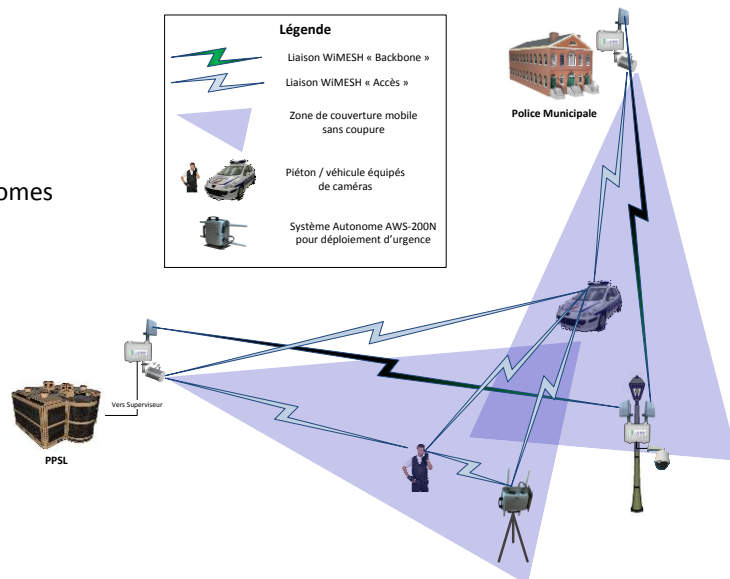 Légende
Liaison WiMESH « Backbone »
Liaison WiMESH « Accès »
Zone de couverture mobile
sans coupure
Piéton / véhicule équipés
de caméras
Système Autonome AWS-200N
pour déploiement d'urgence
Police Municipale
omes
Vers Superviseur
PPSL